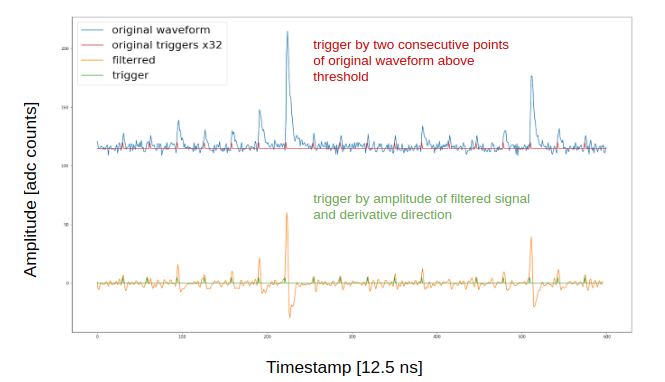 original waveform
original triggers x32
filterred
trigger
trigger by two consecutive points
of original waveform above
threshold
trigger by amplitude of filtered signal
and derivative direction
Amplitude [adc counts]
200
150
100
50
0
0 100 200 300 400 500 600
Timestamp [12.5 ns]